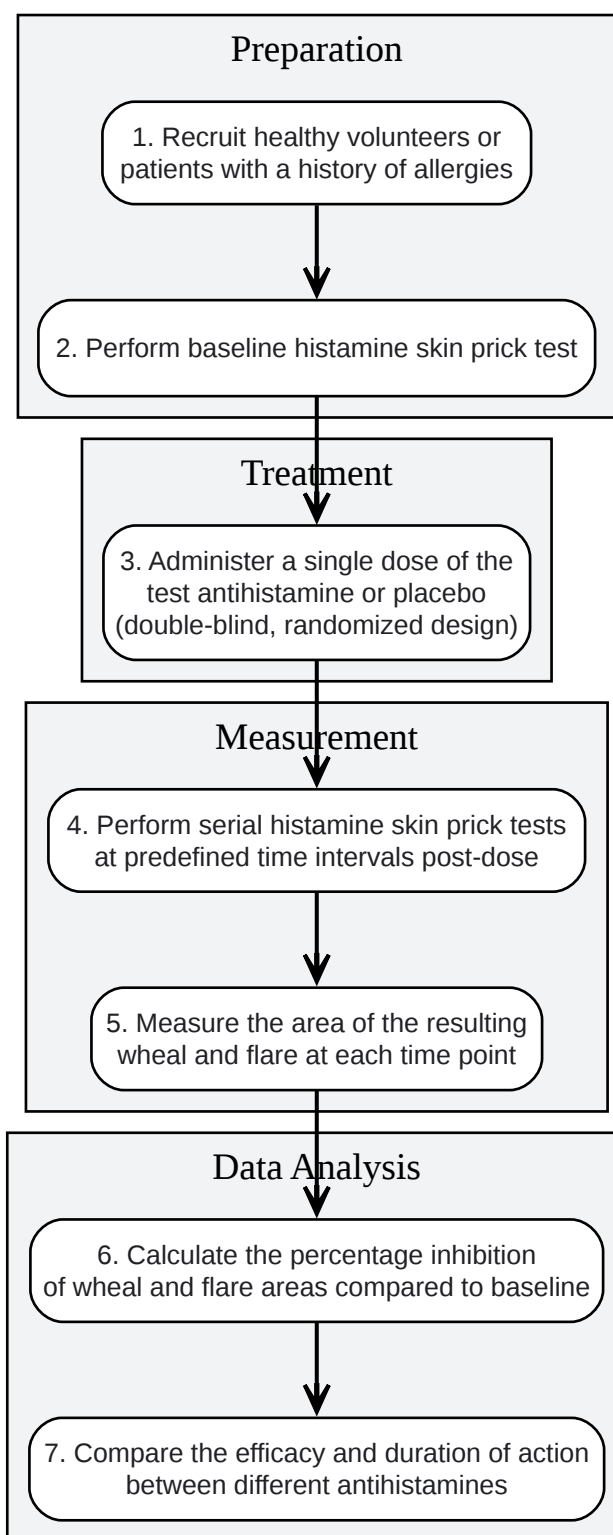 Preparation
1. Recruit healthy volunteers or
patients with a history of allergies
2. Perform baseline histamine skin prick test
Treatment
3. Administer a single dose of the
test antihistamine or placebo
(double-blind, randomized design)
Measurement
4. Perform serial histamine skin prick tests
at predefined time intervals post-dose
5. Measure the area of the resulting
wheal and flare at each time point
Data Analysis
6. Calculate the percentage inhibition
of wheal and flare areas compared to baseline
7. Compare the efficacy and duration of action
between different antihistamines